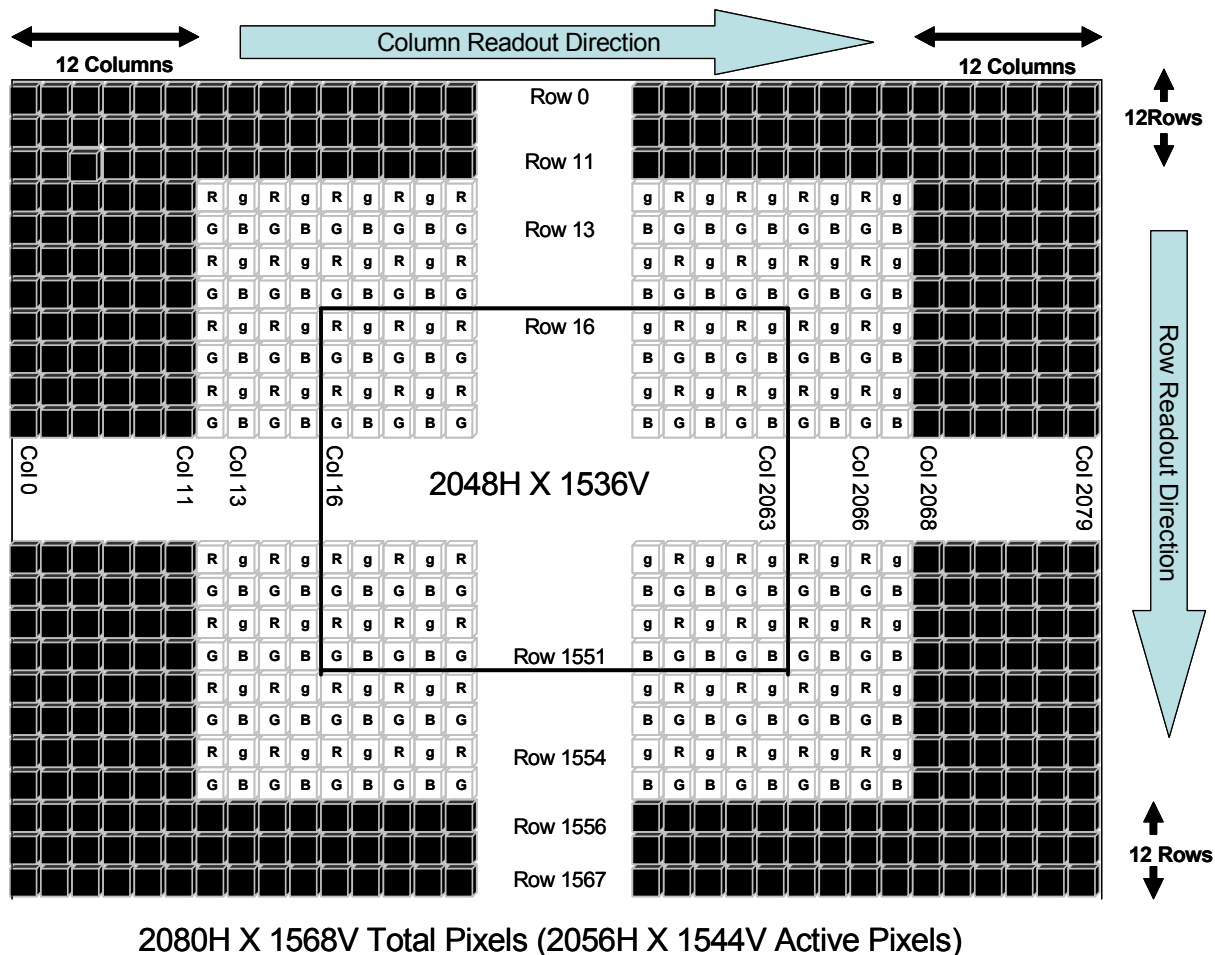 Column Readout Direction
12 Columns
12 Columns
Row 0
12Rows
Row 11
R g R g R g R g R g R g R g R g R g
G B G B G B G B G Row 13 B G B G B G B G B
R g R g R g R g R g R g R g R g R g
G B G B G B G B G B G B G B G B G B
R g R g R g R g R Row 16 g R g R g R g R g
G B G B G B G B G B G B G B G B G B
R g R g R g R g R g R g R g R g R g
G B G B G B G B G B G B G B G B G B
Row Readout Direction
Col 0
Col 11
Col 13
Col 16
2048H X 1536V
Col 2063
Col 2066
Col 2068
Col 2079
R g R g R g R g R g R g R g R g R g
G B G B G B G B G B G B G B G B G B
R g R g R g R g R g R g R g R g R g
G B G B G B G B G Row 1551 B G B G B G B G B
R g R g R g R g R g R g R g R g R g
G B G B G B G B G B G B G B G B G B
R g R g R g R g R Row 1554 g R g R g R g R g
G B G B G B G B G B G B G B G B G B
Row 1556
12 Rows
Row 1567
2080H X 1568V Total Pixels (2056H X 1544V Active Pixels)